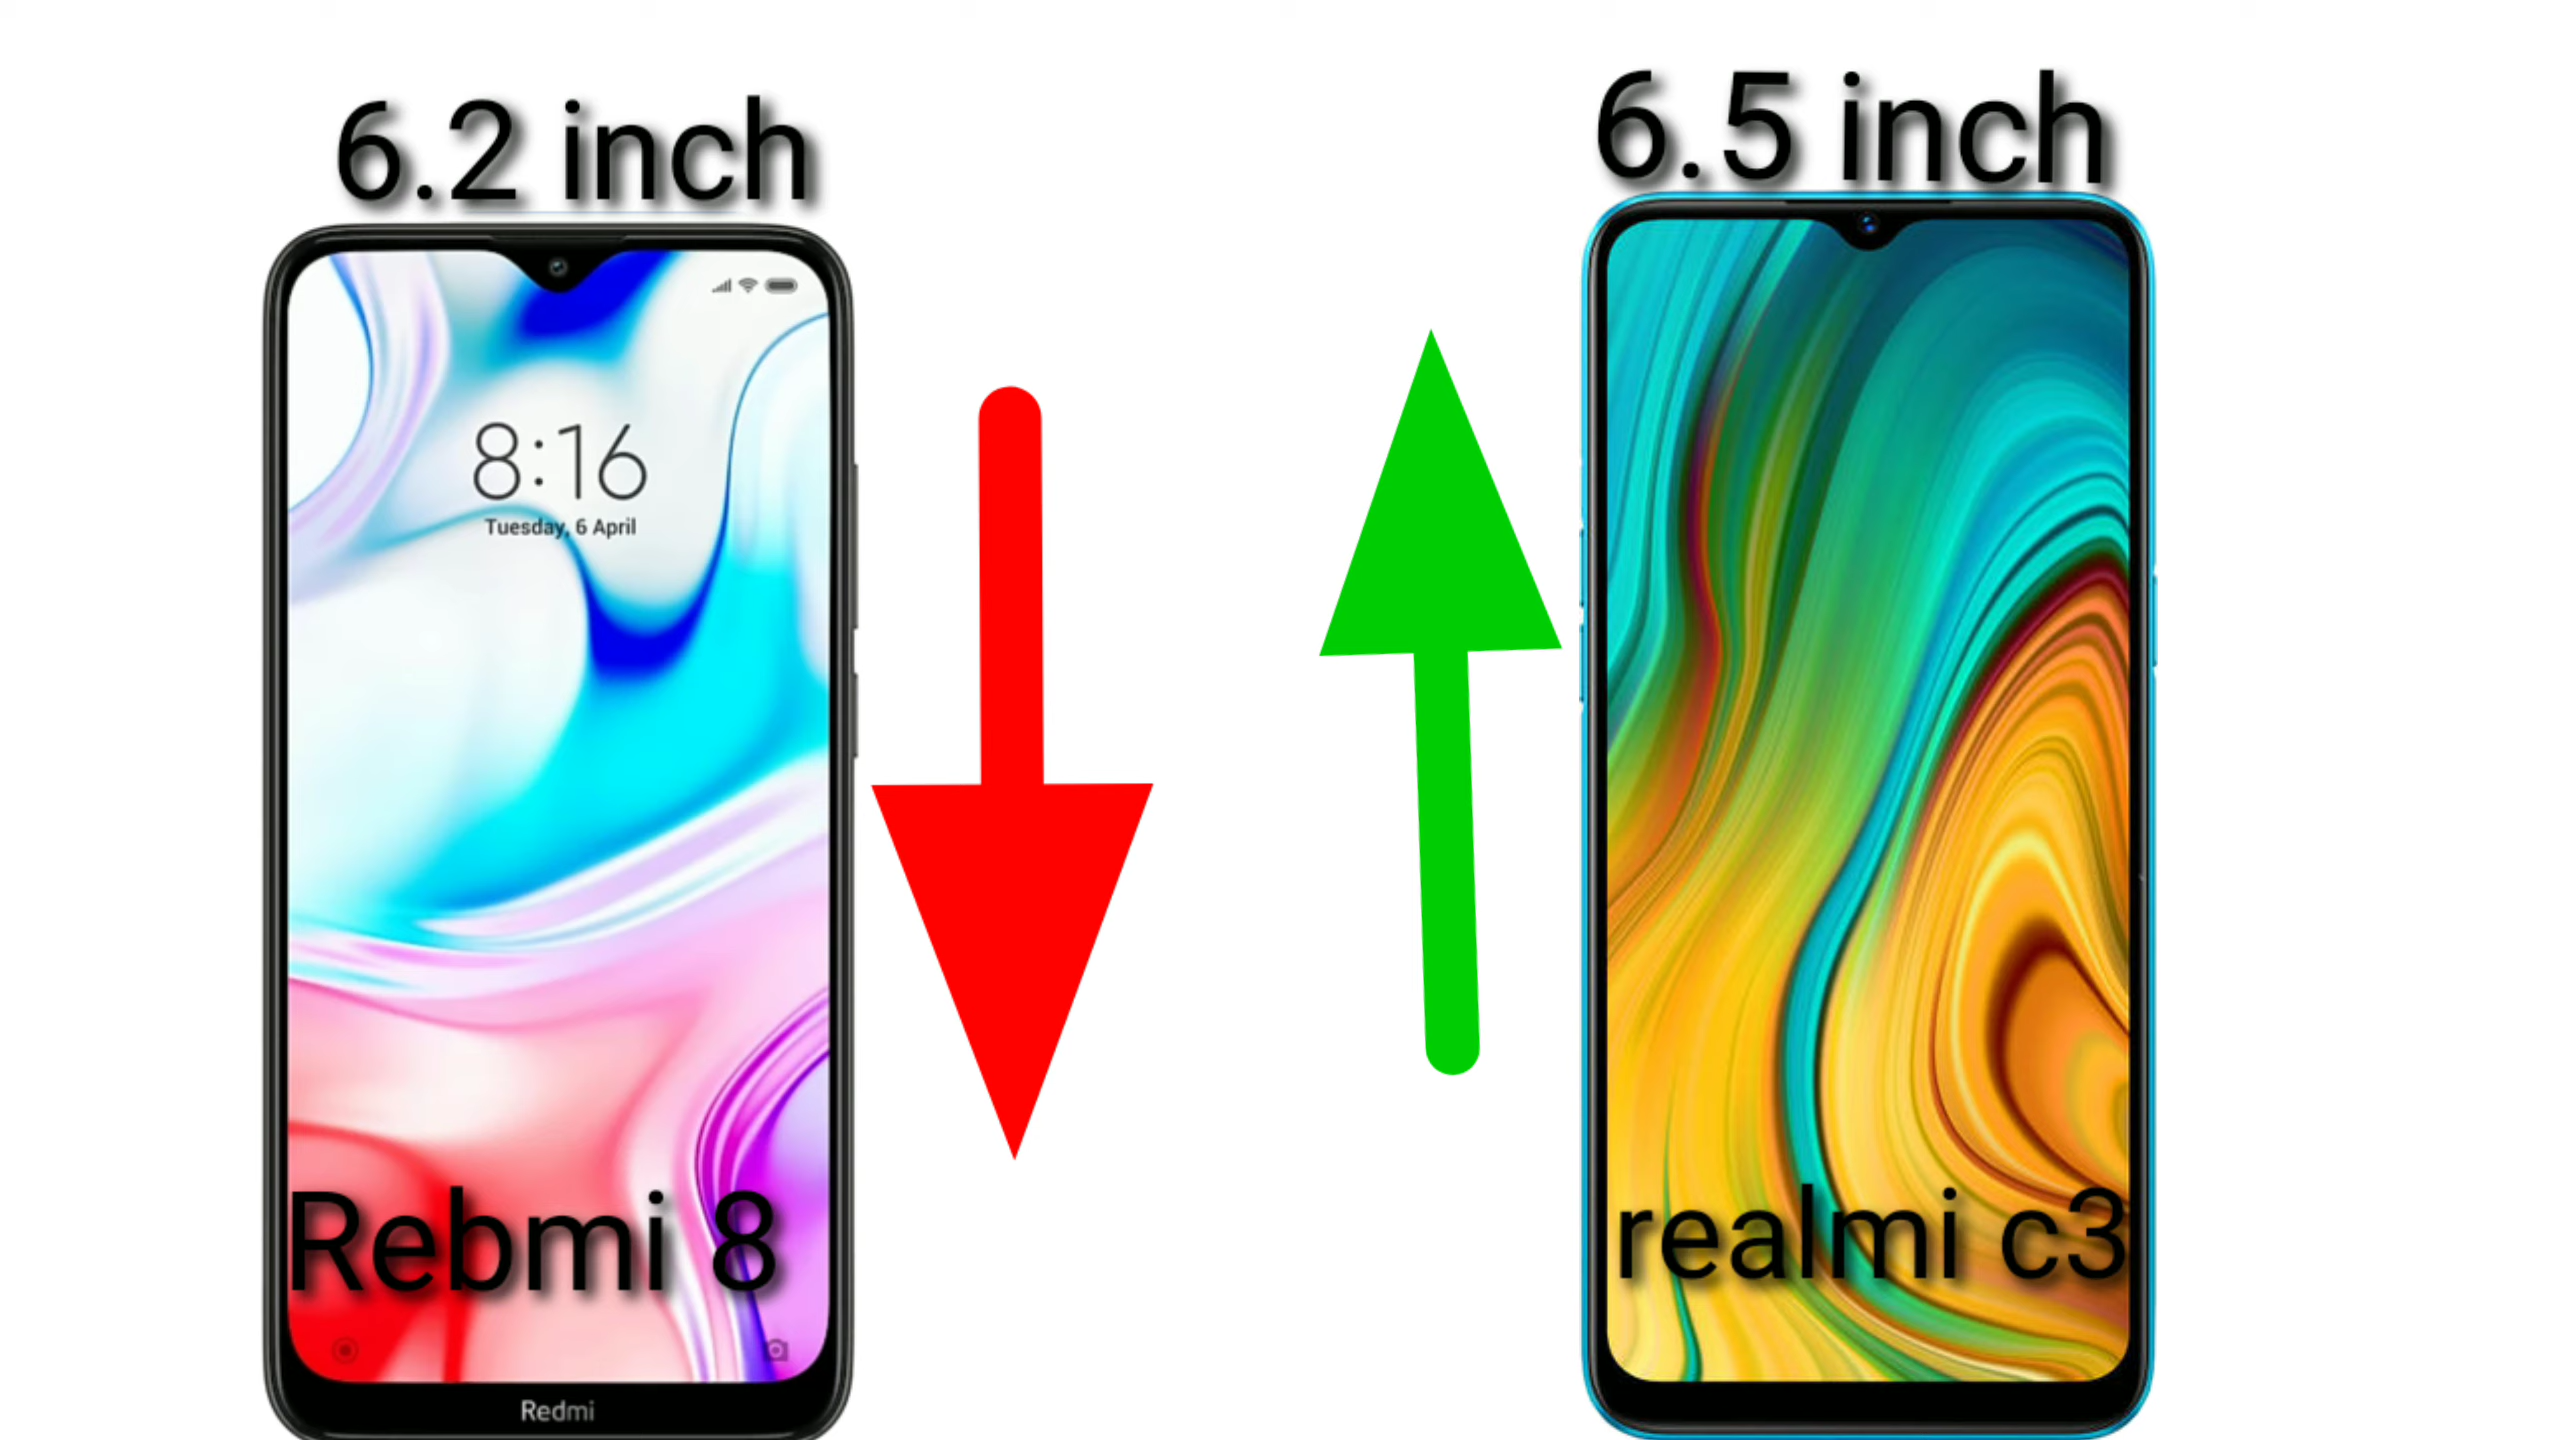 6.2 inch
6.5 inch
8:16
Tuesday, 6 April
Rebmi 8
realmi c3
Redmi